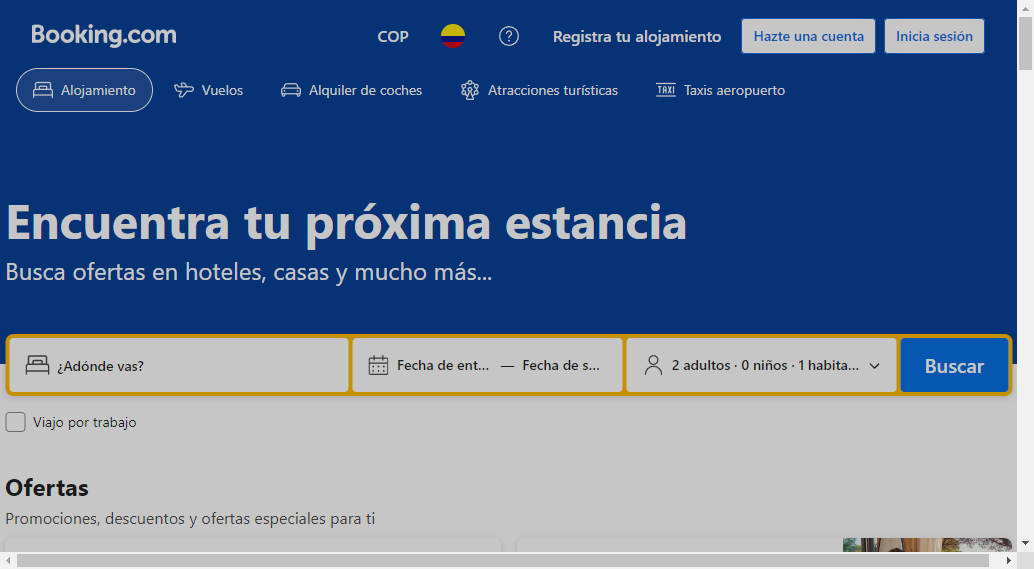 Booking.com
COP
Registra tu alojamiento
Hazte una cuenta
Inicia sesión
Alojamiento
Vuelos
Alquiler de coches
Atracciones turísticas
TAXI
Taxis aeropuerto
Encuentra tu próxima estancia
Busca ofertas en hoteles, casas y mucho más...
¿Adónde vas?
Fecha de ent... — Fecha de s...
2 adultos · 0 niños · 1 habita...
Buscar
Viajo por trabajo
Ofertas
Promociones, descuentos y ofertas especiales para ti